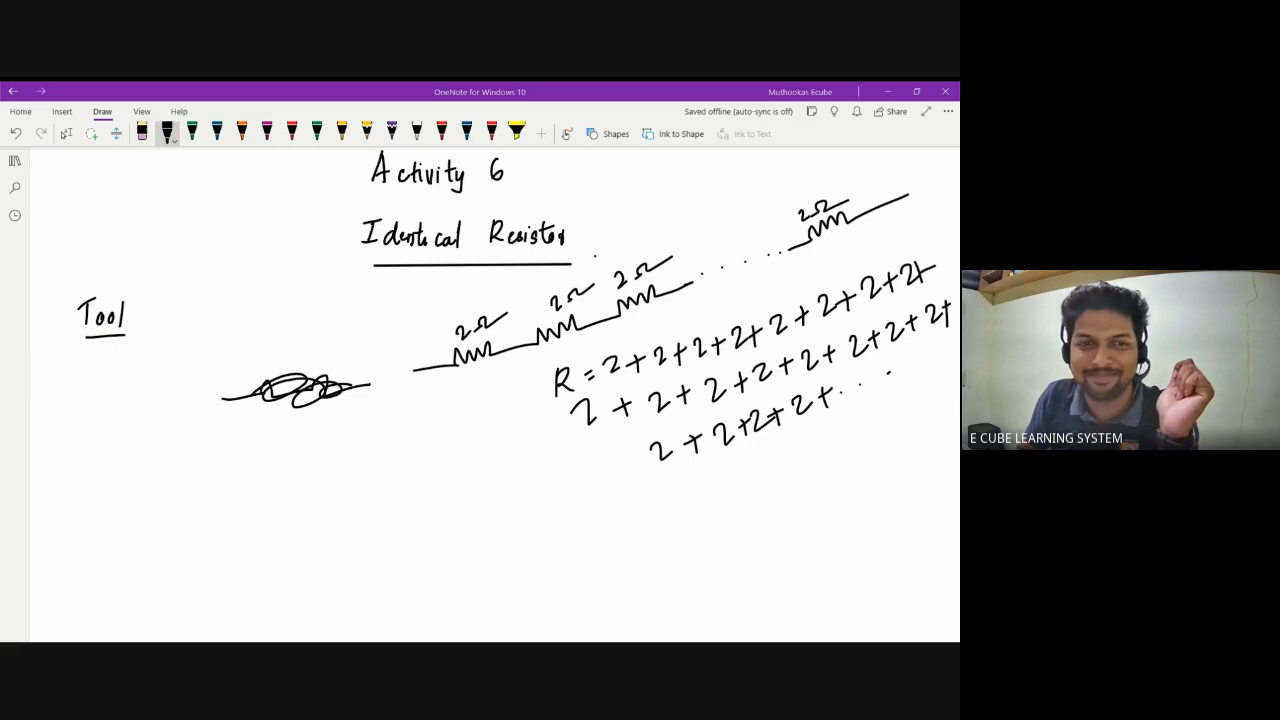 OneNote for Windows 10
Muthookas Ecube
Home Insert Draw View Help
Saved offline (auto-sync is off)
Share
Shapes
Ink to Shape
Ink to Text
Activity 6
Identical Resistor
Tool
2Ω 2Ω 2Ω . . . . . . 2Ω
R = 2+2+2+2+2+2+2+2+
2+2+2+2+2+2+2+2+
2+2+2+2+. . .
E CUBE LEARNING SYSTEM